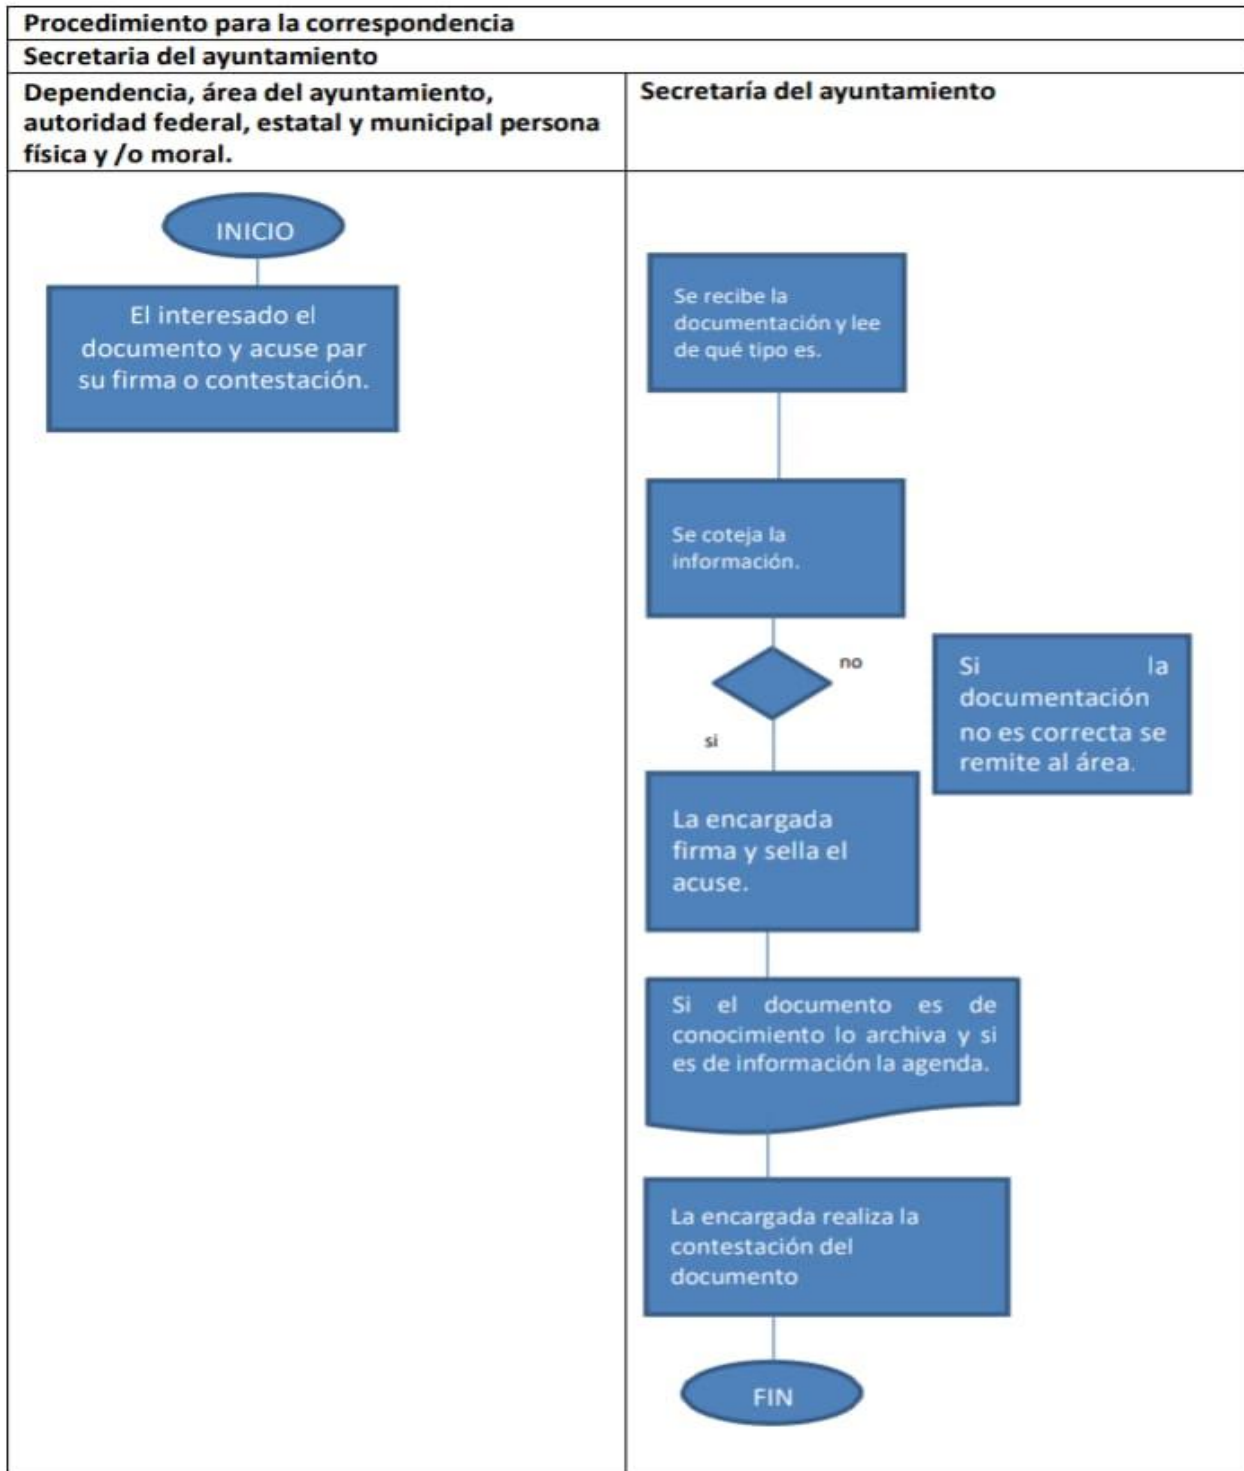 Procedimiento para la correspondencia
Secretaria del ayuntamiento
Dependencia, área del ayuntamiento,
autoridad federal, estatal y municipal persona
física y /o moral.
Secretaría del ayuntamiento
INICIO
El interesado el
documento y acuse par
su firma o contestación.
Se recibe la
documentación y lee
de qué tipo es.
Se coteja la
información.
no
si
Si la
documentación
no es correcta se
remite al área.
La encargada
firma y sella el
acuse.
Si el documento es de
conocimiento lo archiva y si
es de información la agenda.
La encargada realiza la
contestación del
documento
FIN